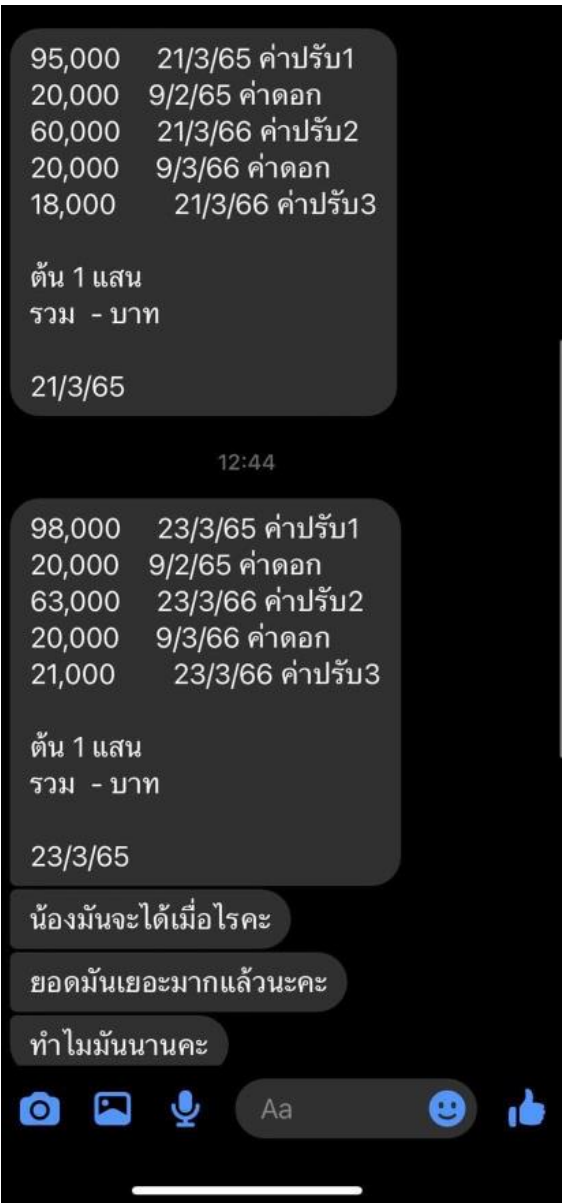 95,000 21/3/65 ค่าปรับ1
20,000 9/2/65 ค่าดอก
60,000 21/3/66 ค่าปรับ2
20,000 9/3/66 ค่าดอก
18,000 21/3/66 ค่าปรับ3
ต้น 1 แสน
รวม - บาท
21/3/65
12:44
98,000 23/3/65 ค่าปรับ1
20,000 9/2/65 ค่าดอก
63,000 23/3/66 ค่าปรับ2
20,000 9/3/66 ค่าดอก
21,000 23/3/66 ค่าปรับ3
ต้น 1 แสน
รวม - บาท
23/3/65
น้องมันจะได้เมื่อไรคะ
ยอดมันเยอะมากแล้วนะคะ
ทำไมมันนานคะ
Aa